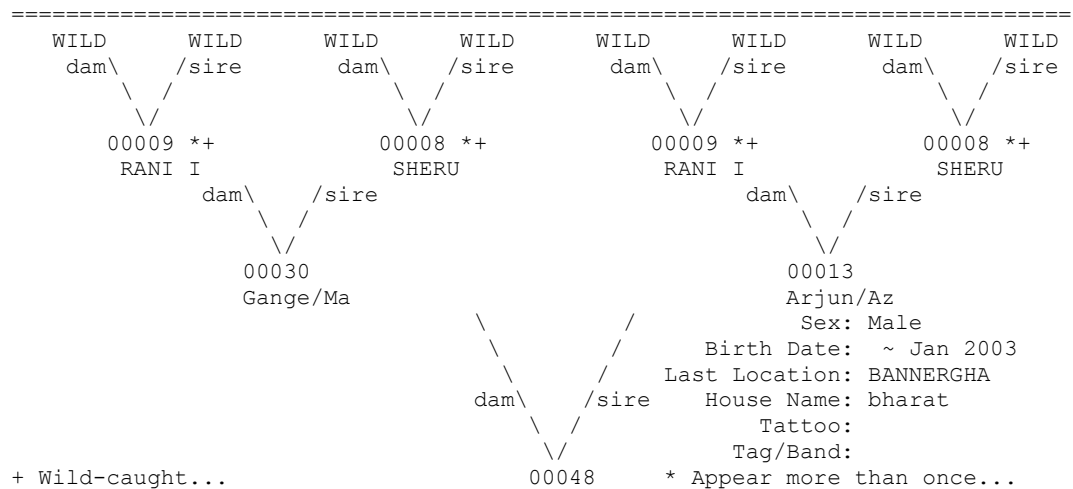 ==============================================================================
   WILD      WILD      WILD      WILD      WILD      WILD      WILD      WILD
    dam\    /sire       dam\    /sire       dam\    /sire       dam\    /sire
        \  /                \  /                \  /                \  /
         \/                  \/                  \/                  \/
       00009 *+            00008 *+            00009 *+            00008 *+
        RANI I              SHERU              RANI I              SHERU
              dam\    /sire                           dam\    /sire
                  \  /                                    \  /
                   \/                                      \/
                 00030                                   00013
                 Gange/Ma                                Arjun/Az
                                  \          /            Sex: Male
                                   \        /      Birth Date:  ~ Jan 2003
                                    \      /    Last Location: BANNERGHA
                                  dam\    /sire    House Name: bharat
                                      \  /             Tattoo:
                                       \/            Tag/Band:
+ Wild-caught...                      00048     * Appear more than once...